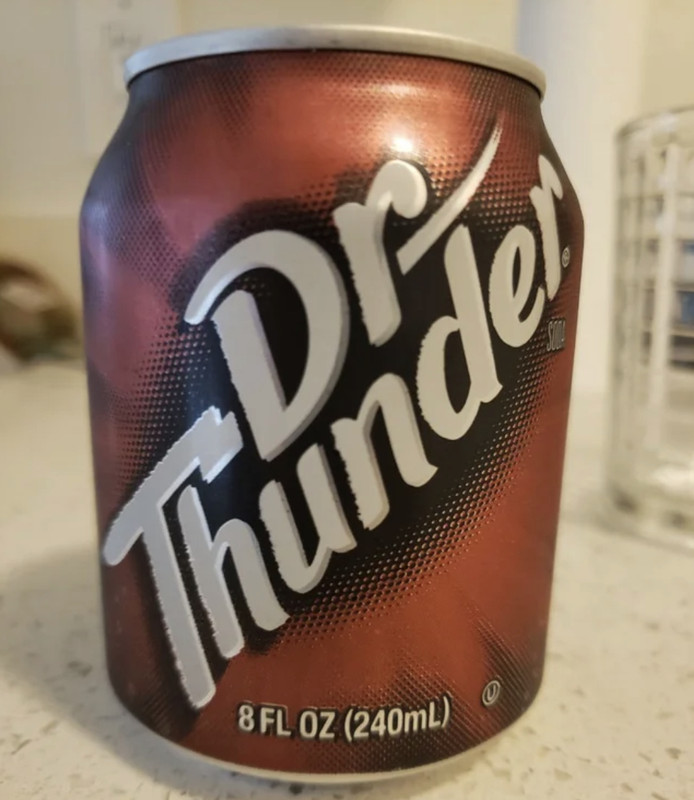 Dr
Thunder®
SODA
8 FL OZ (240mL)
Ⓤ